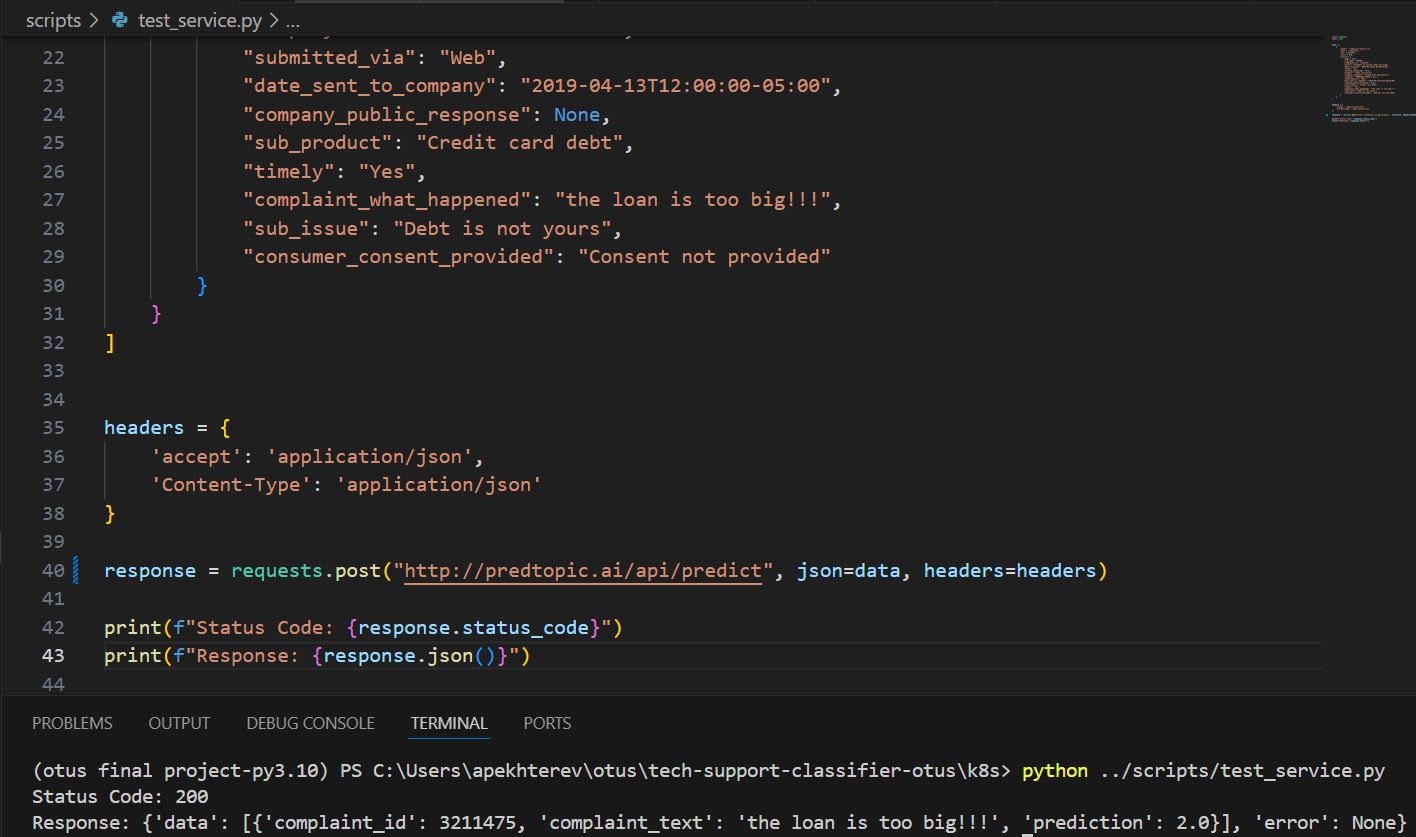 scripts > test_service.py > ...
22 "submitted_via": "Web",
23 "date_sent_to_company": "2019-04-13T12:00:00-05:00",
24 "company_public_response": None,
25 "sub_product": "Credit card debt",
26 "timely": "Yes",
27 "complaint_what_happened": "the loan is too big!!!",
28 "sub_issue": "Debt is not yours",
29 "consumer_consent_provided": "Consent not provided"
30 }
31 }
32 ]
33
34
35 headers = {
36 'accept': 'application/json',
37 'Content-Type': 'application/json'
38 }
39
40 response = requests.post("http://predtopic.ai/api/predict", json=data, headers=headers)
41
42 print(f"Status Code: {response.status_code}")
43 print(f"Response: {response.json()}")
44
PROBLEMS OUTPUT DEBUG CONSOLE TERMINAL PORTS
(otus final project-py3.10) PS C:\Users\apekhterev\otus\tech-support-classifier-otus\k8s> python ../scripts/test_service.py
Status Code: 200
Response: {'data': [{'complaint_id': 3211475, 'complaint_text': 'the loan is too big!!!', 'prediction': 2.0}], 'error': None}